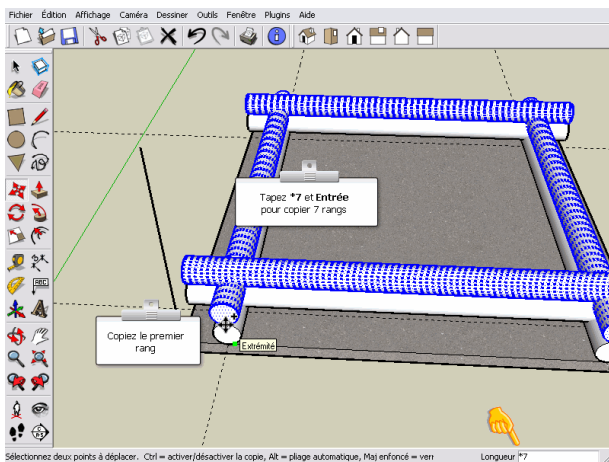 Fichier Édition Affichage Caméra Dessiner Outils Fenêtre Plugins Aide
ABC
Tapez *7 et Entrée
pour copier 7 rangs
Copiez le premier
rang
Extrémité
Sélectionnez deux points à déplacer. Ctrl = activer/désactiver la copie, Alt = pliage automatique, Maj enfoncé = verr Longueur *7